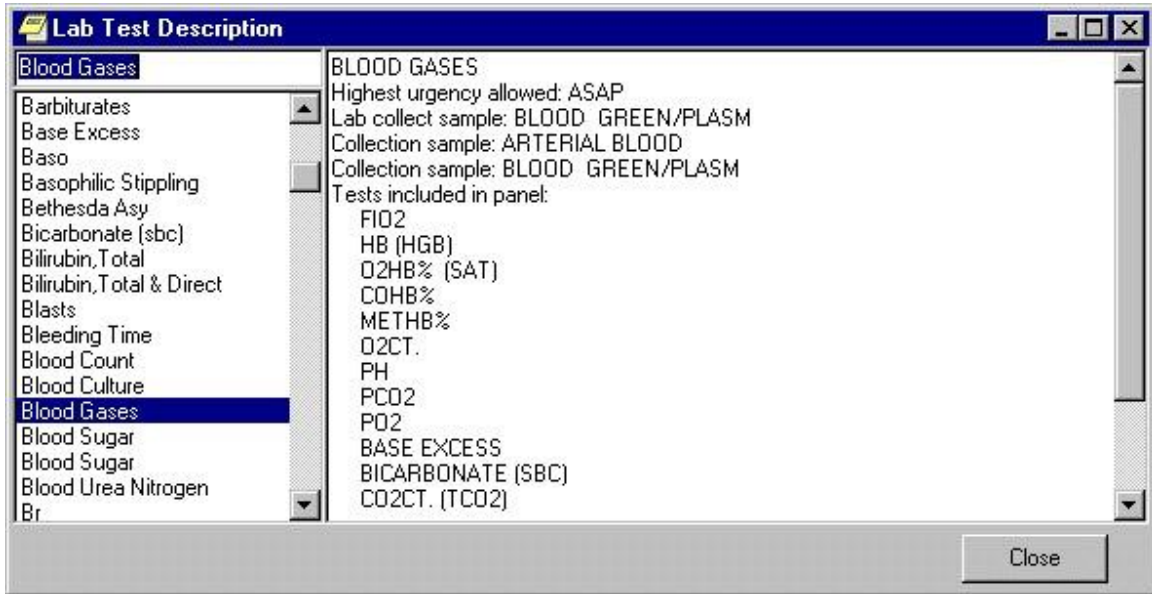 Lab Test Description
Blood Gases
Barbiturates
Base Excess
Baso
Basophilic Stippling
Bethesda Asy
Bicarbonate (sbc)
Bilirubin,Total
Bilirubin,Total & Direct
Blasts
Bleeding Time
Blood Count
Blood Culture
Blood Gases
Blood Sugar
Blood Sugar
Blood Urea Nitrogen
Br
BLOOD GASES
Highest urgency allowed: ASAP
Lab collect sample: BLOOD  GREEN/PLASM
Collection sample: ARTERIAL BLOOD
Collection sample: BLOOD  GREEN/PLASM
Tests included in panel:
FIO2
HB (HGB)
O2HB%  (SAT)
COHB%
METHB%
O2CT.
PH
PCO2
PO2
BASE EXCESS
BICARBONATE (SBC)
CO2CT. (TCO2)
Close